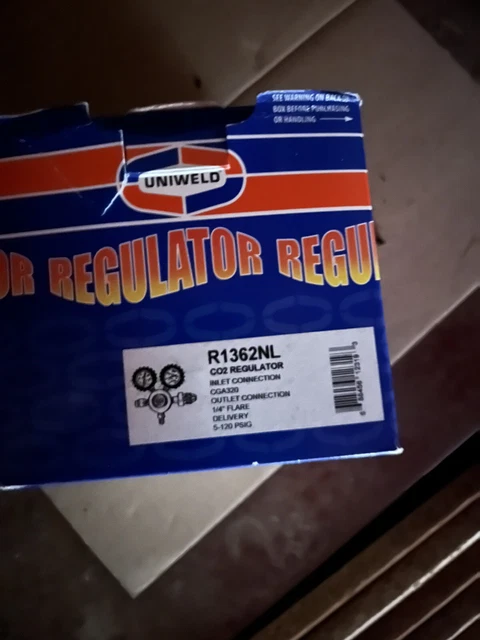 SEE WARNING ON BACK OF
BOX BEFORE PURCHASING
OR HANDLING
UNIWELD
OR REGULATOR REGUL
R1362NL
CO2 REGULATOR
INLET CONNECTION
CGA320
OUTLET CONNECTION
1/4" FLARE
DELIVERY
5-120 PSIG